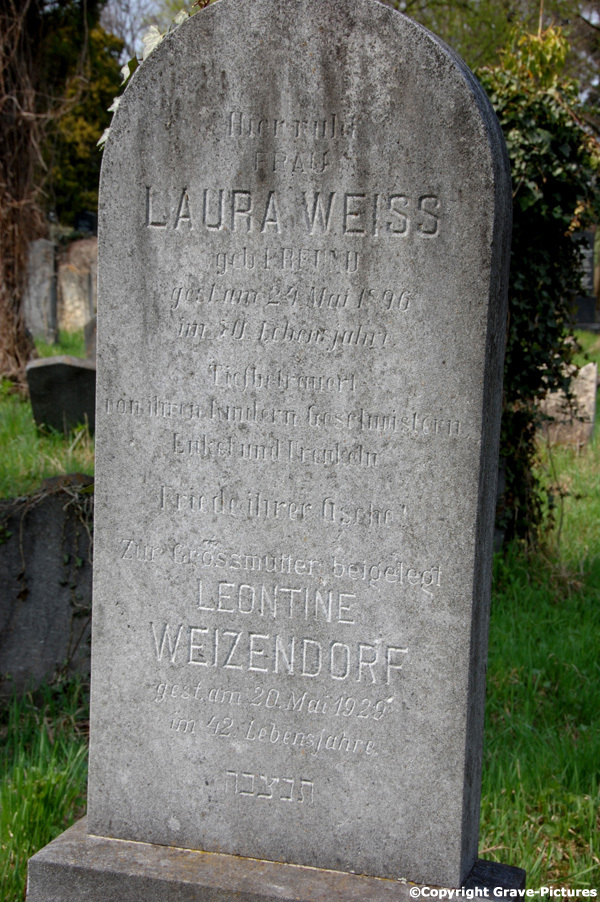 Hier ruht
FRAU
LAURA WEISS
geb. FREUND
gest. am 24. Mai 1896
im 80. Lebensjahre
Tiefbetrauert
von ihren Kindern, Geschwistern,
Enkel und Urenkeln
Friede ihrer Asche!
Zur Grossmutter beigelegt
LEONTINE
WEIZENDORF
gest. am 20. Mai 1929
im 42. Lebensjahre
תנצבה
©Copyright Grave-Pictures